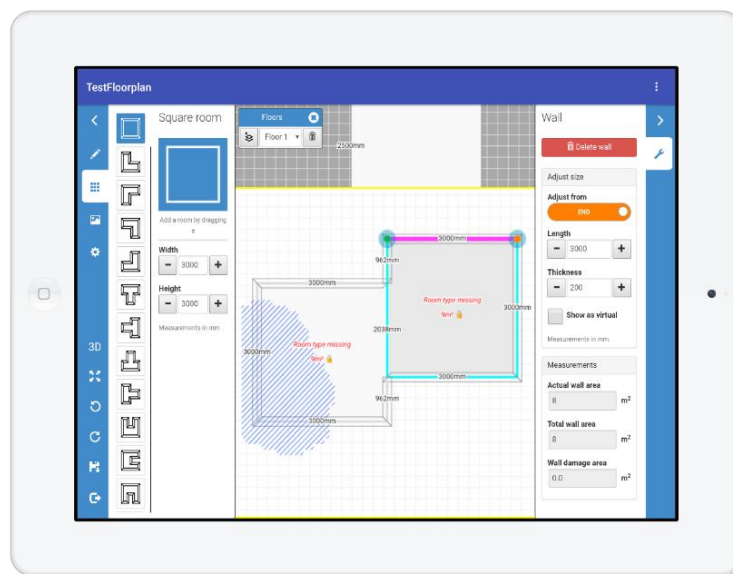 TestFloorplan
Square room
Add a room by dragging
it
Width
3000
Height
3000
Measurements in mm.
3D
Floors
Floor 1
2500mm
3000mm
962mm
3000mm
Room type missing
9m²
3000mm
2038mm
Room type missing
9m²
3000mm
3000mm
962mm
3000mm
Wall
Delete wall
Adjust size
Adjust from
END
Length
3000
Thickness
200
Show as virtual
Measurements in mm.
Measurements
Actual wall area
8 m²
Total wall area
8 m²
Wall damage area
0.0 m²